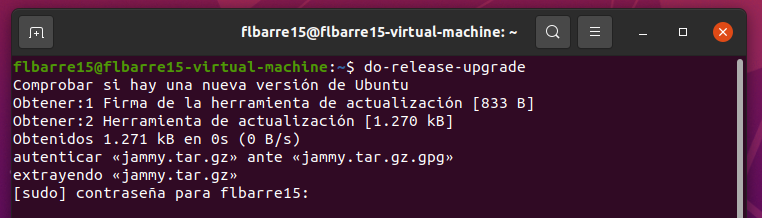 flbarre15@flbarre15-virtual-machine: ~
flbarre15@flbarre15-virtual-machine:~$ do-release-upgrade
Comprobar si hay una nueva versión de Ubuntu
Obtener:1 Firma de la herramienta de actualización [833 B]
Obtener:2 Herramienta de actualización [1.270 kB]
Obtenidos 1.271 kB en 0s (0 B/s)
autenticar «jammy.tar.gz» ante «jammy.tar.gz.gpg»
extrayendo «jammy.tar.gz»
[sudo] contraseña para flbarre15: